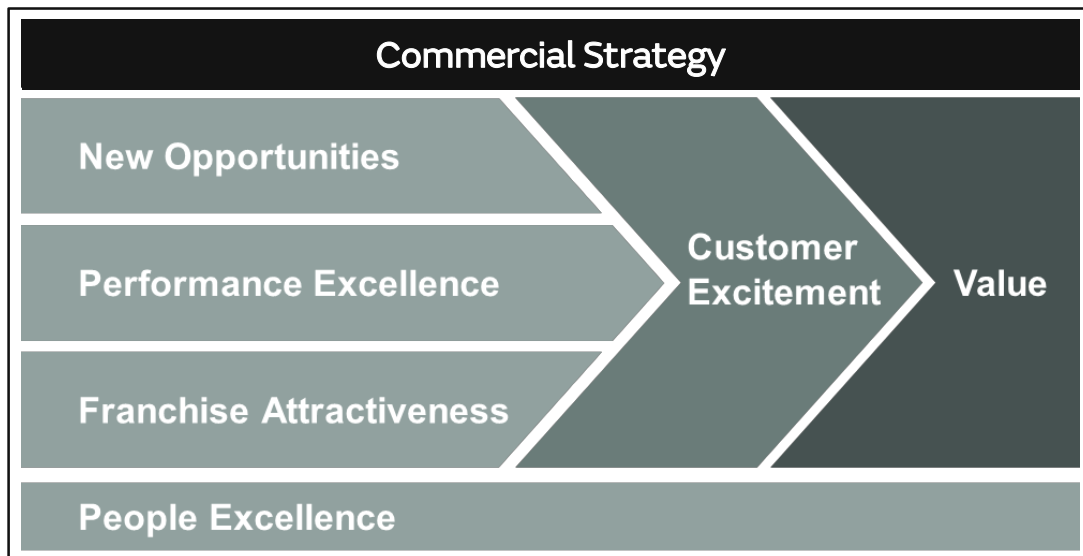 Commercial Strategy
New Opportunities
Performance Excellence
Franchise Attractiveness
Customer
Excitement
Value
People Excellence